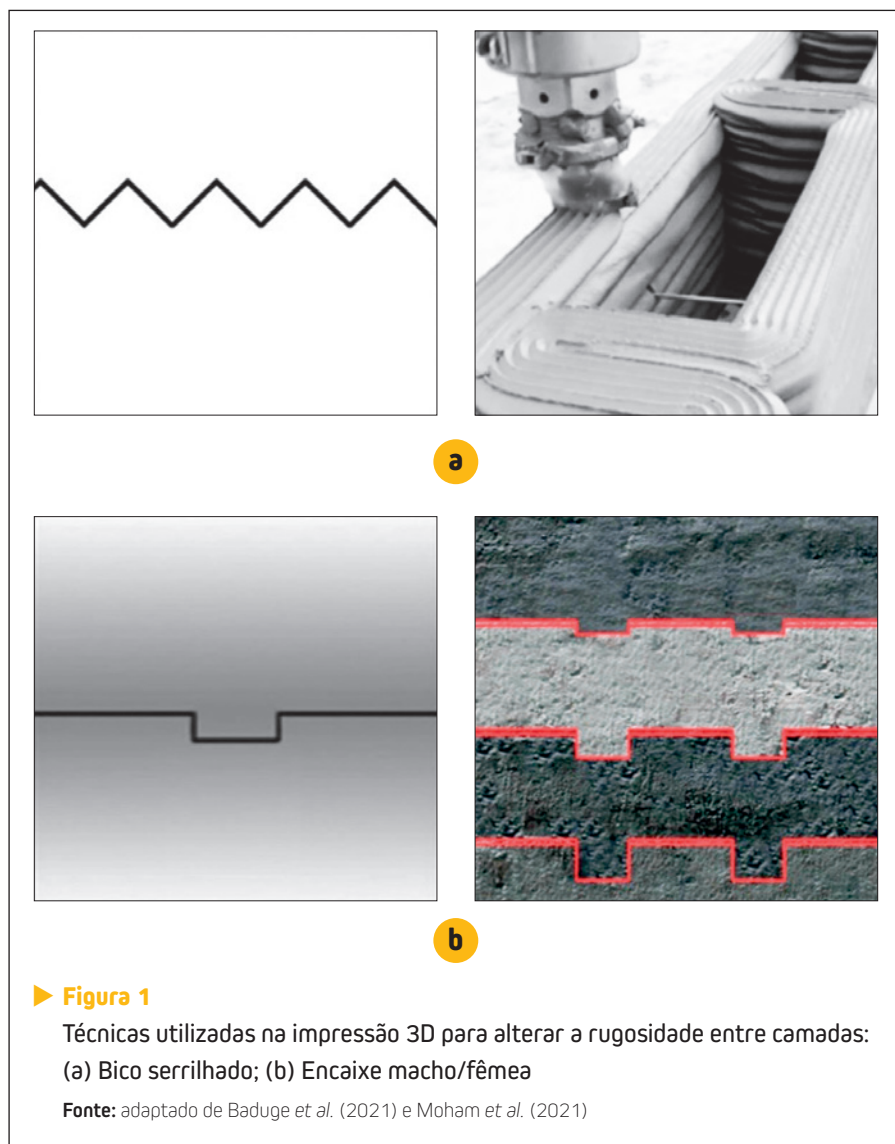 a
b
Figura 1
Técnicas utilizadas na impressão 3D para alterar a rugosidade entre camadas:
(a) Bico serrilhado; (b) Encaixe macho/fêmea
Fonte: adaptado de Baduge et al. (2021) e Moham et al. (2021)